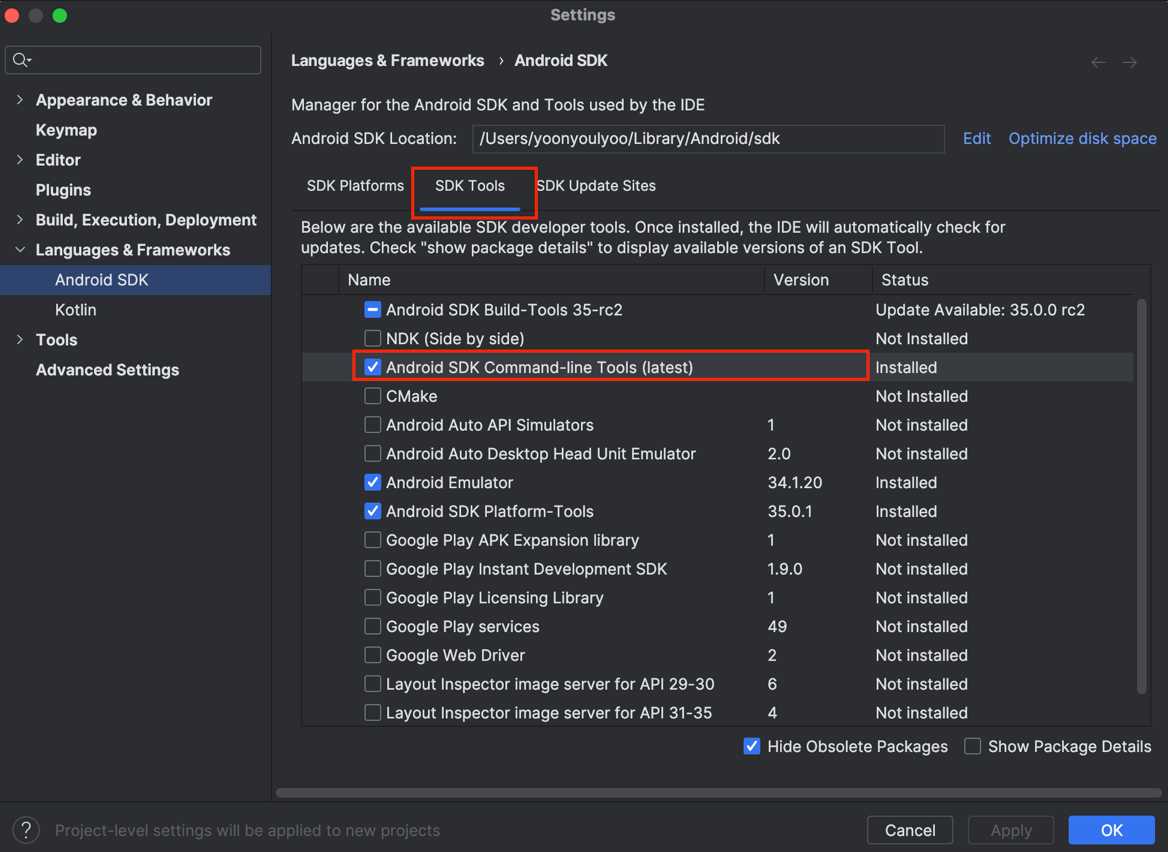 Settings
Languages & Frameworks › Android SDK
Appearance & Behavior
Keymap
Editor
Plugins
Build, Execution, Deployment
Languages & Frameworks
Android SDK
Kotlin
Tools
Advanced Settings
Manager for the Android SDK and Tools used by the IDE
Android SDK Location: /Users/yoonyoulyoo/Library/Android/sdk Edit Optimize disk space
SDK Platforms SDK Tools SDK Update Sites
Below are the available SDK developer tools. Once installed, the IDE will automatically check for
updates. Check "show package details" to display available versions of an SDK Tool.
Name Version Status
Android SDK Build-Tools 35-rc2 Update Available: 35.0.0 rc2
NDK (Side by side) Not Installed
Android SDK Command-line Tools (latest) Installed
CMake Not Installed
Android Auto API Simulators 1 Not installed
Android Auto Desktop Head Unit Emulator 2.0 Not installed
Android Emulator 34.1.20 Installed
Android SDK Platform-Tools 35.0.1 Installed
Google Play APK Expansion library 1 Not installed
Google Play Instant Development SDK 1.9.0 Not installed
Google Play Licensing Library 1 Not installed
Google Play services 49 Not installed
Google Web Driver 2 Not installed
Layout Inspector image server for API 29-30 6 Not installed
Layout Inspector image server for API 31-35 4 Not installed
Hide Obsolete Packages Show Package Details
? Project-level settings will be applied to new projects
Cancel Apply OK